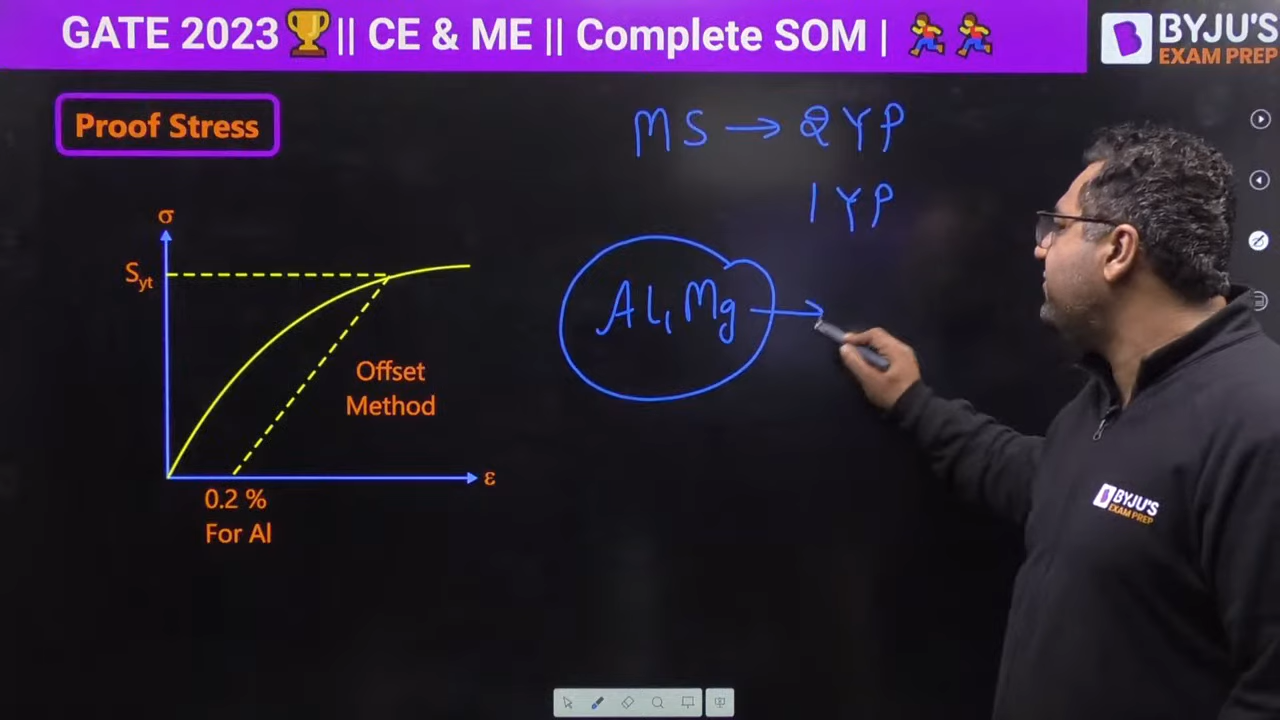 GATE 2023🏆|| CE & ME || Complete SOM | 🏃🏃
BYJU'S
EXAM PREP
Proof Stress
MS → 2YP
1YP
σ
Syt
Al, Mg →
Offset
Method
ε
0.2 %
For Al
BYJU'S
EXAM PREP